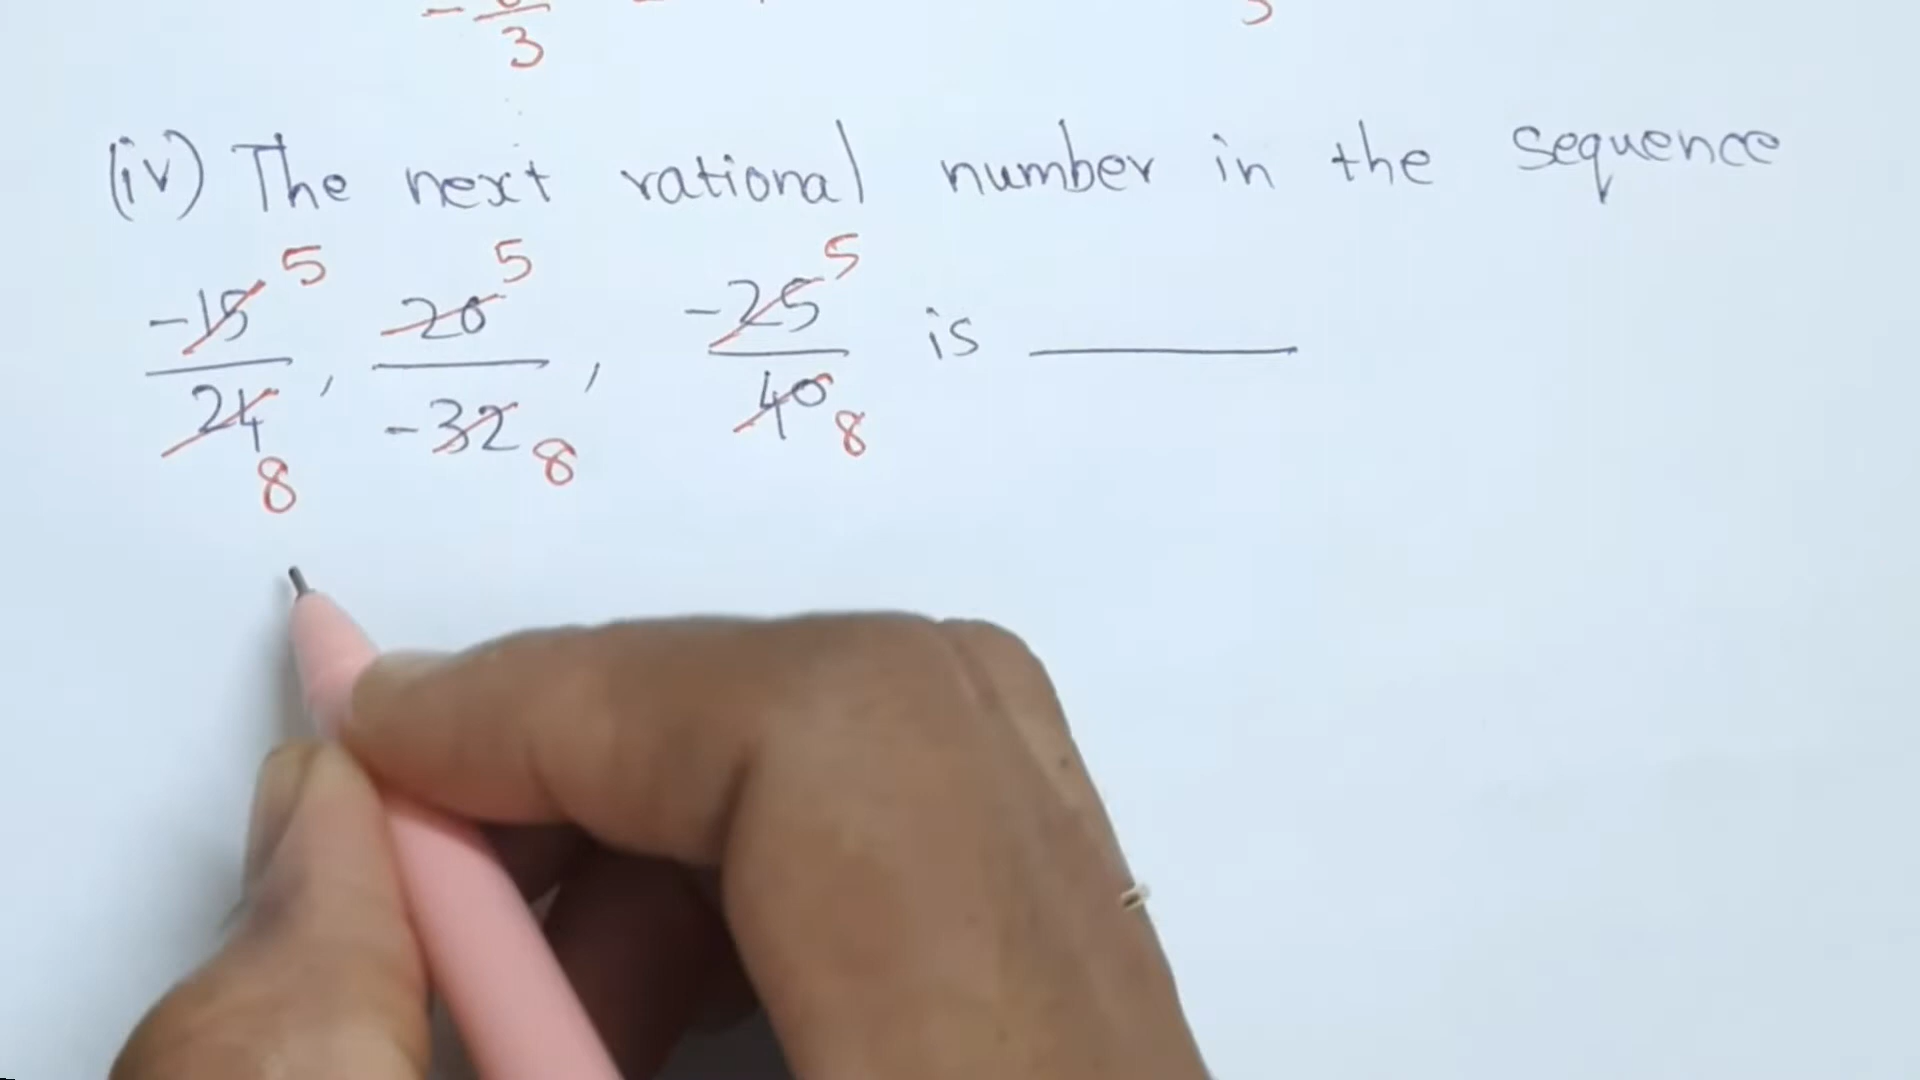 3
(iv) The next rational number in the sequence
5 5 5
-15/24, 20/-32, -25/40 is ______
8 8 8